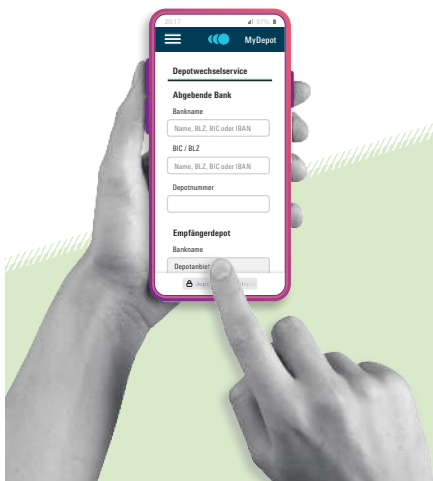 20:17
87%
MyDepot
Depotwechselservice
Abgebende Bank
Bankname
Name, BLZ, BIC oder IBAN
BIC / BLZ
Name, BLZ, BIC oder IBAN
Depotnummer
Empfängerdepot
Bankname